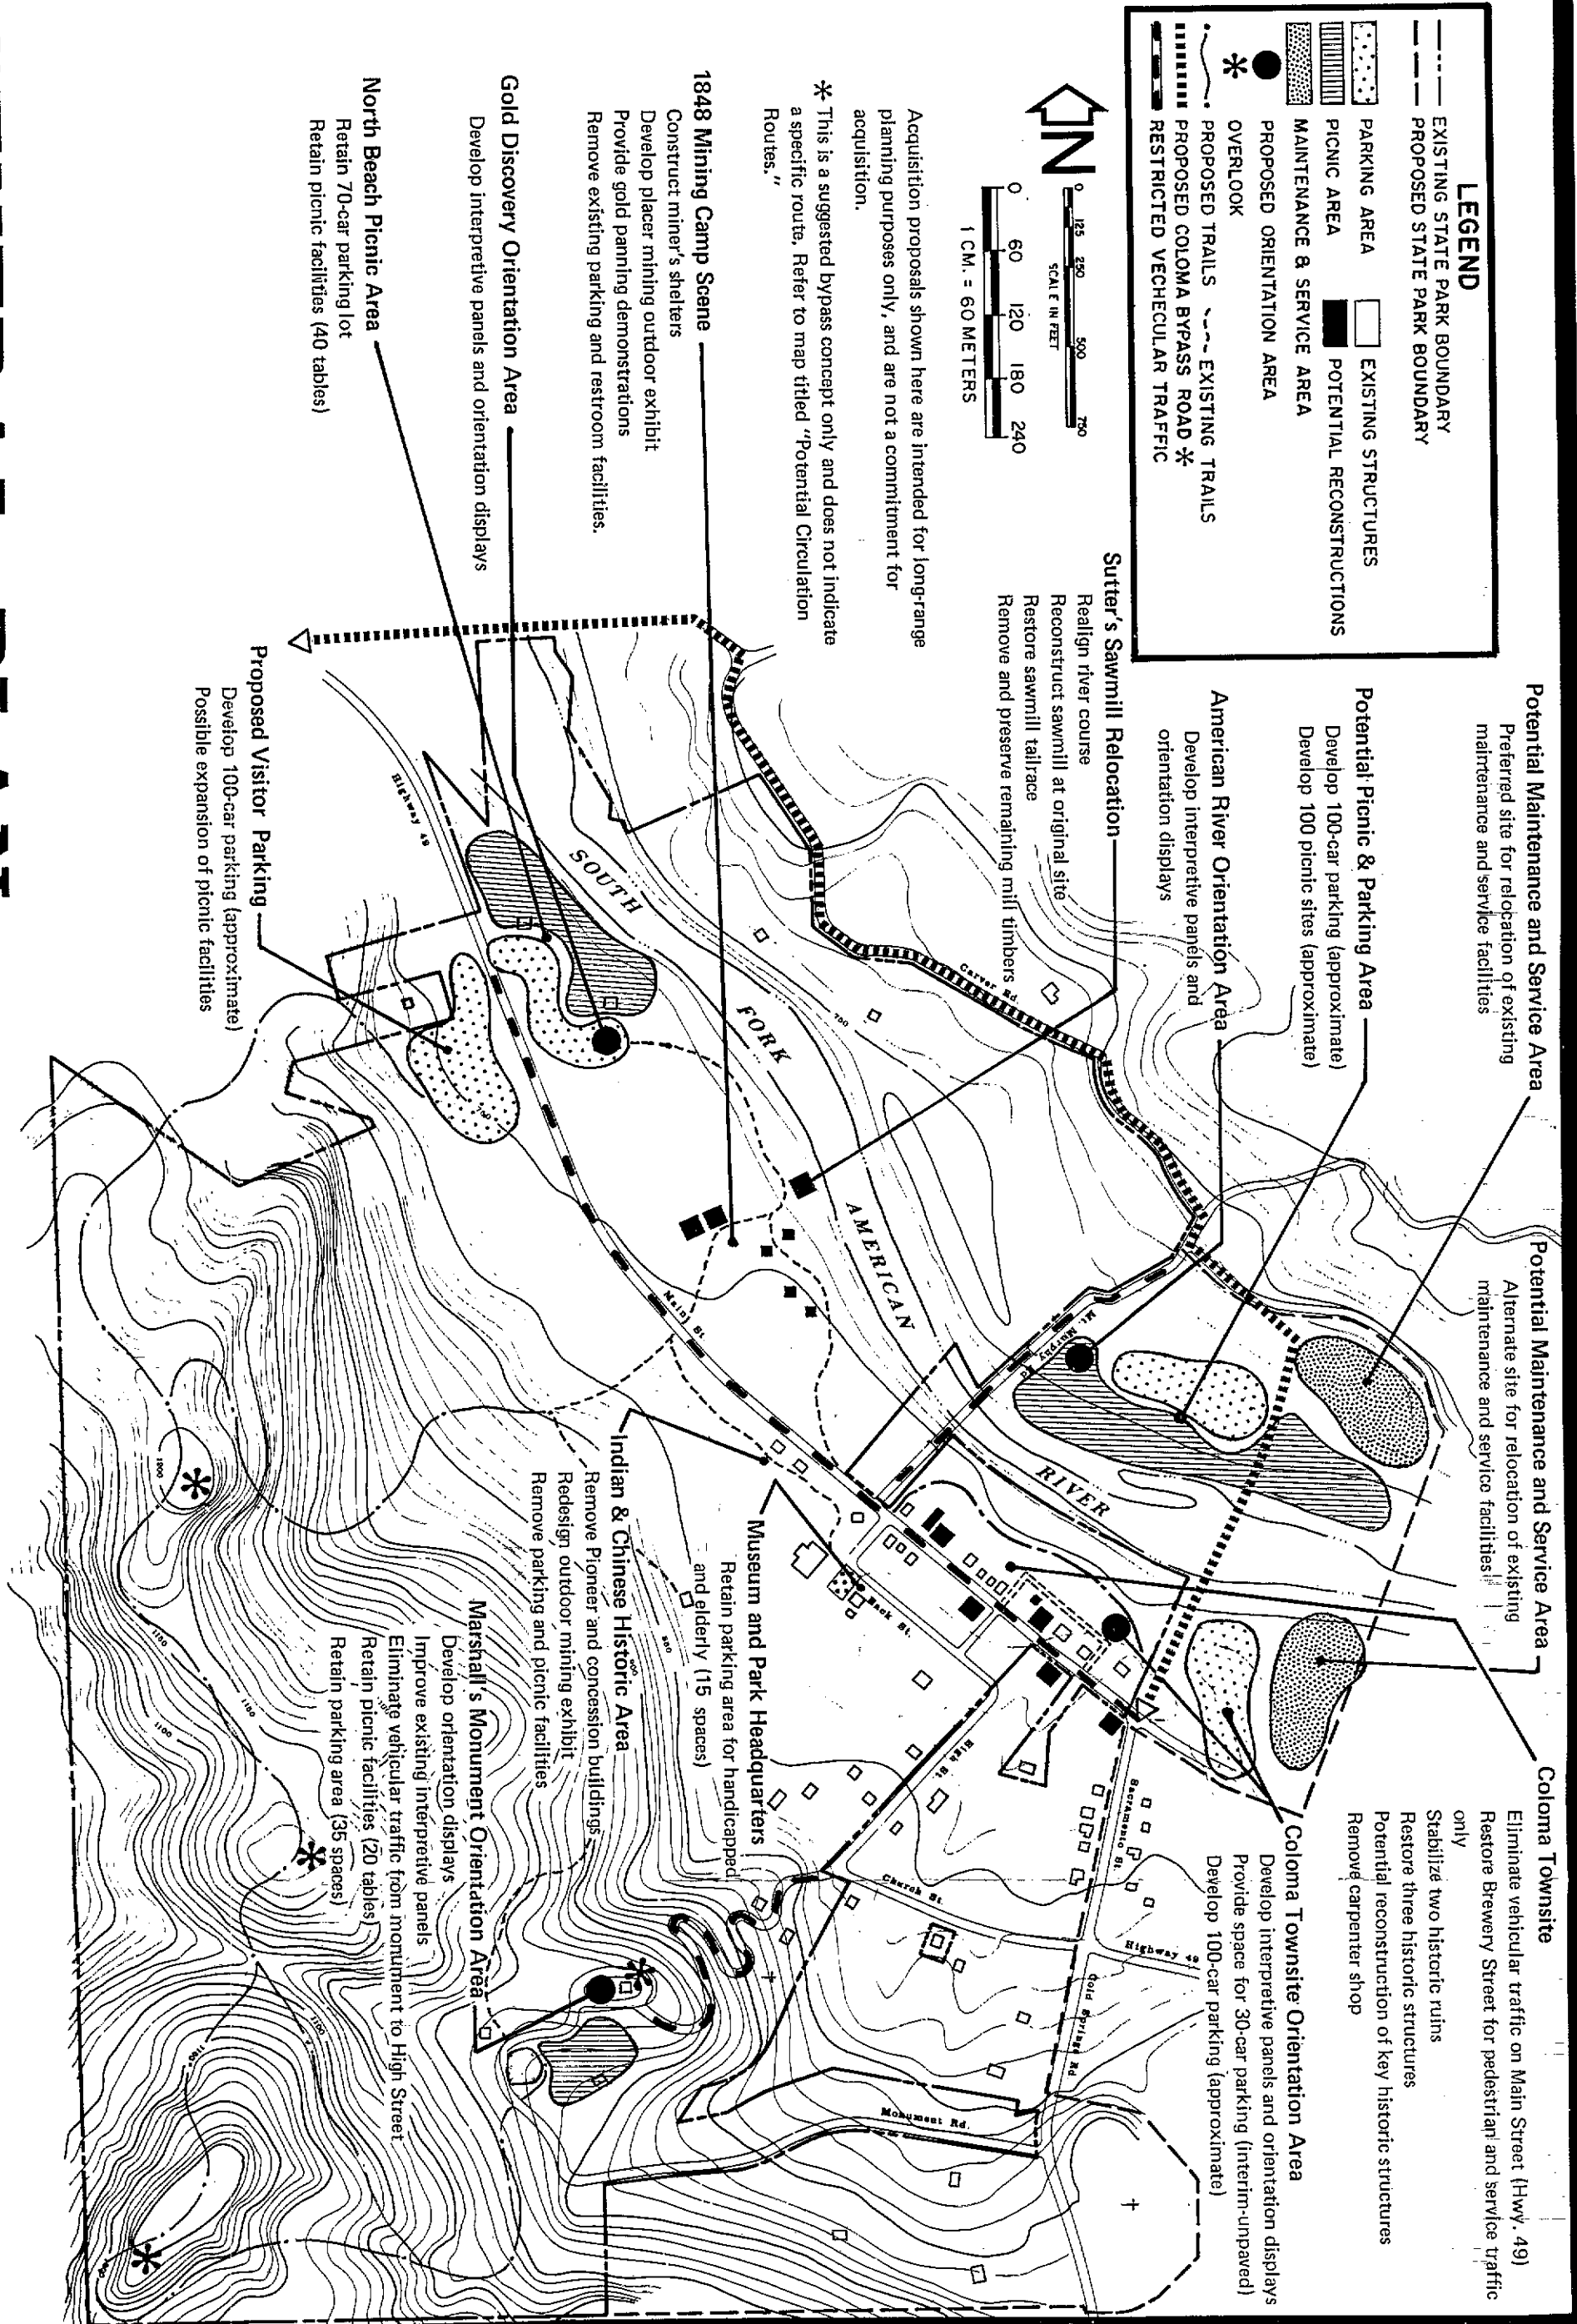 LEGEND
EXISTING STATE PARK BOUNDARY
PROPOSED STATE PARK BOUNDARY
PARKING AREA
EXISTING STRUCTURES
PICNIC AREA
POTENTIAL RECONSTRUCTIONS
MAINTENANCE & SERVICE AREA
PROPOSED ORIENTATION AREA
OVERLOOK
PROPOSED TRAILS
EXISTING TRAILS
PROPOSED COLOMA BYPASS ROAD *
RESTRICTED VECHECULAR TRAFFIC
N
0 125 250 500 750
SCALE IN FEET
0 60 120 180 240
1 CM. = 60 METERS
Acquisition proposals shown here are intended for long-range
planning purposes only, and are not a commitment for
acquisition.
* This is a suggested bypass concept only and does not indicate
a specific route. Refer to map titled "Potential Circulation
Routes."
1848 Mining Camp Scene
Construct miner's shelters
Develop placer mining outdoor exhibit
Provide gold panning demonstrations
Remove existing parking and restroom facilities.
Gold Discovery Orientation Area
Develop interpretive panels and orientation displays
North Beach Picnic Area
Retain 70-car parking lot
Retain picnic facilities (40 tables)
Potential Maintenance and Service Area
Preferred site for relocation of existing
maintenance and service facilities
Potential Picnic & Parking Area
Develop 100-car parking (approximate)
Develop 100 picnic sites (approximate)
American River Orientation Area
Develop interpretive panels and
orientation displays
Sutter's Sawmill Relocation
Realign river course
Reconstruct sawmill at original site
Restore sawmill tailrace
Remove and preserve remaining mill timbers
Proposed Visitor Parking
Develop 100-car parking (approximate)
Possible expansion of picnic facilities
Potential Maintenance and Service Area
Alternate site for relocation of existing
maintenance and service facilities
Coloma Townsite
Eliminate vehicular traffic on Main Street (Hwy. 49)
Restore Brewery Street for pedestrian and service traffic
only
Stabilize two historic ruins
Restore three historic structures
Potential reconstruction of key historic structures
Remove carpenter shop
Coloma Townsite Orientation Area
Develop interpretive panels and orientation displays
Provide space for 30-car parking (interim-unpaved)
Develop 100-car parking (approximate)
Museum and Park Headquarters
Retain parking area for handicapped
and elderly (15 spaces)
Indian & Chinese Historic Area
Remove Pioneer and concession buildings
Redesign outdoor mining exhibit
Remove parking and picnic facilities
Marshall's Monument Orientation Area
Develop orientation displays
Improve existing interpretive panels
Eliminate vehicular traffic from monument to High Street
Retain picnic facilities (20 tables)
Retain parking area (35 spaces)
SOUTH
FORK
AMERICAN
RIVER
Highway 49
Carver Rd.
Mt. Murphy
Main St.
Back St.
High St.
Sacramento St.
Church St.
Highway 49
Cold Springs Rd
Monument Rd.
750
750
800
900
1000
1100
1100
1100
1100
1100